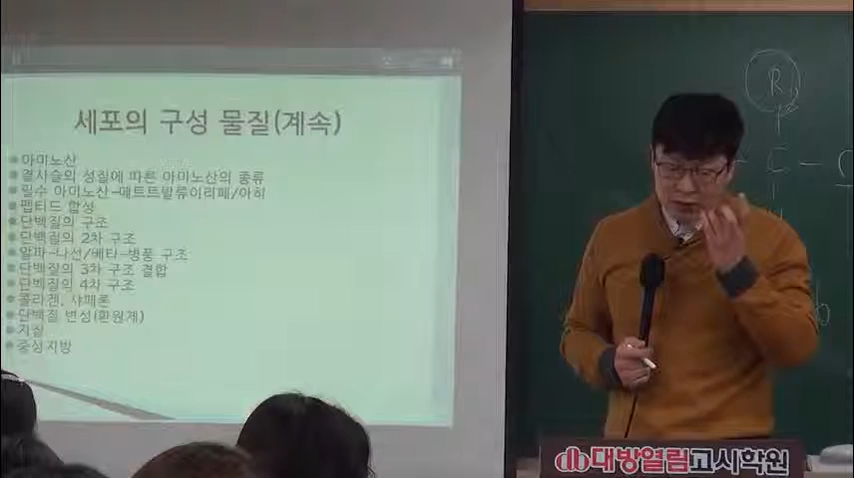 세포의 구성 물질(계속)
아미노산
결사슬의 성질에 따른 아미노산의 종류
필수 아미노산-매트트발류이리페/아히
펩티드 합성
단백질의 구조
단백질의 2차 구조
알파-나선/베타-병풍 구조
단백질의 3차 구조 결합
단백질의 4차 구조
콜라겐, 샤페론
단백질 변성(환원계)
지질
중성지방
R
C
대방열림고시학원